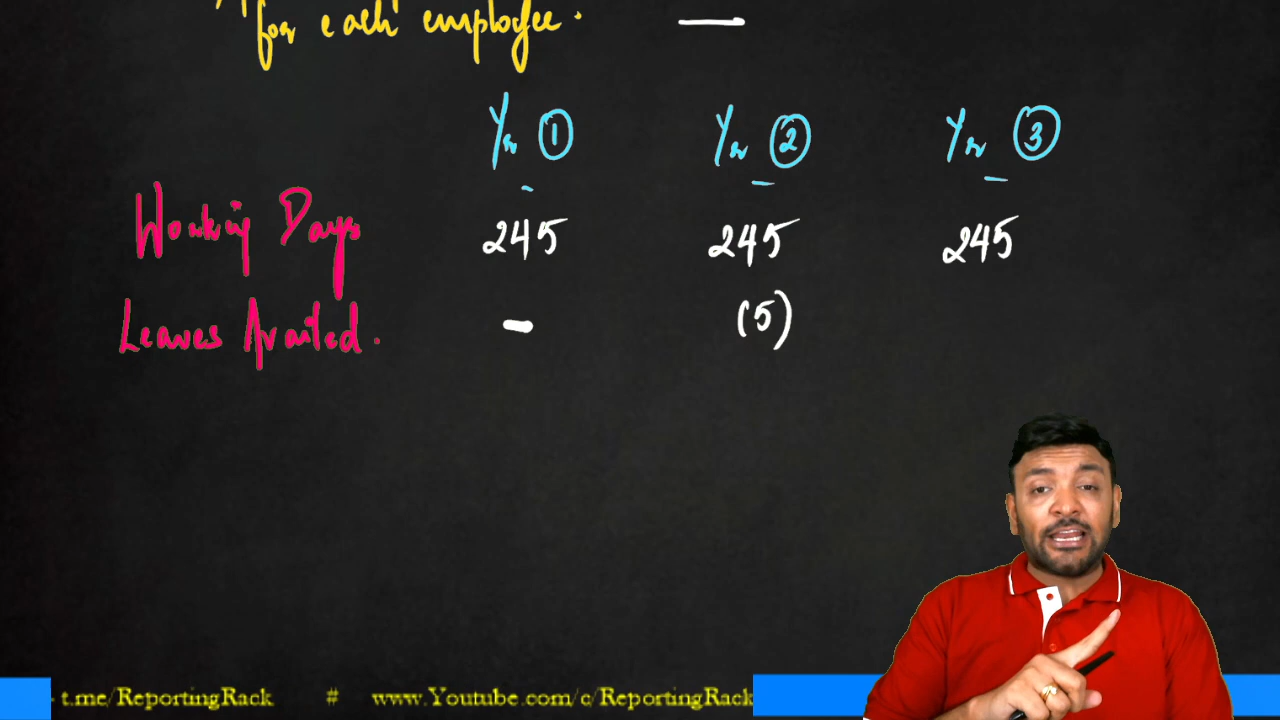 for each employee.
Yr ① Yr ② Yr ③
Working Days 245 245 245
Leaves Availed. - (5)
t.me/ReportingRack # www.Youtube.com/c/ReportingRack